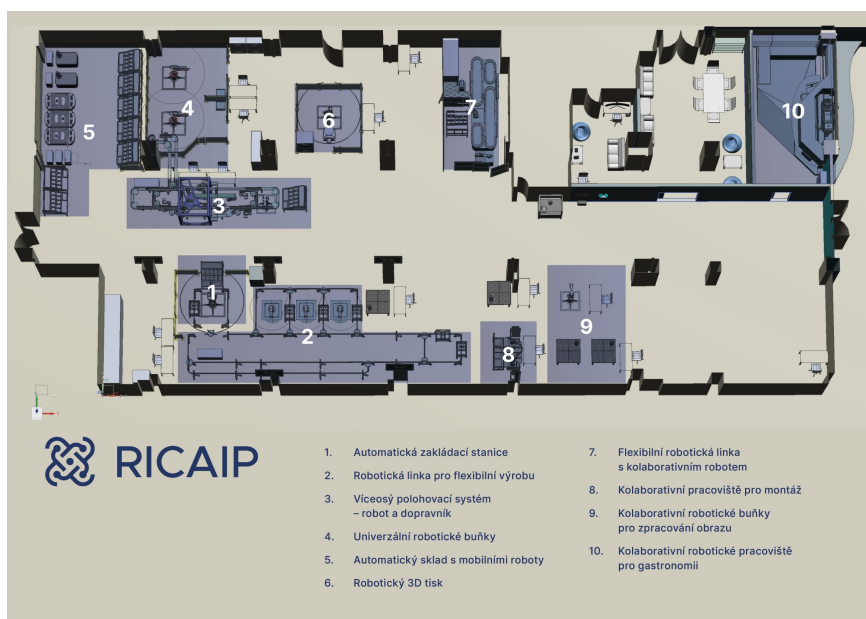 4
6
7
10
5
3
1
2
8
9
RICAIP
1. Automatická zakládací stanice
2. Robotická linka pro flexibilní výrobu
3. Víceosý polohovací systém
– robot a dopravník
4. Univerzální robotické buňky
5. Automatický sklad s mobilními roboty
6. Robotický 3D tisk
7. Flexibilní robotická linka
s kolaborativním robotem
8. Kolaborativní pracoviště pro montáž
9. Kolaborativní robotické buňky
pro zpracování obrazu
10. Kolaborativní robotické pracoviště
pro gastronomii